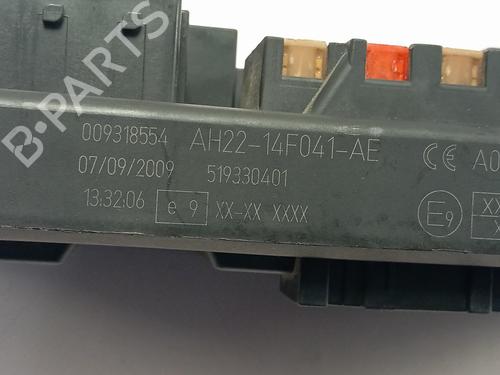 B-PARTS
009318554 AH22-14F041-AE CE A0
07/09/2009 519330401
13:32:06 e 9 XX-XX XXXX E9 XX
X